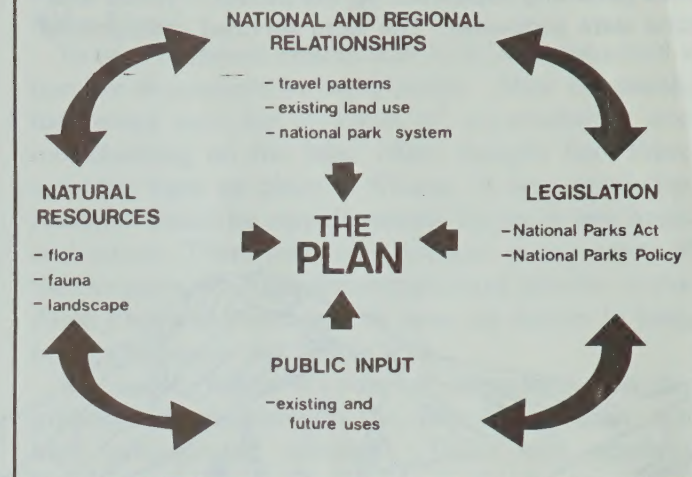 NATIONAL AND REGIONAL
RELATIONSHIPS
- travel patterns
- existing land use
- national park system
NATURAL
RESOURCES
- flora
- fauna
- landscape
THE
PLAN
LEGISLATION
-National Parks Act
-National Parks Policy
PUBLIC INPUT
-existing and
future uses